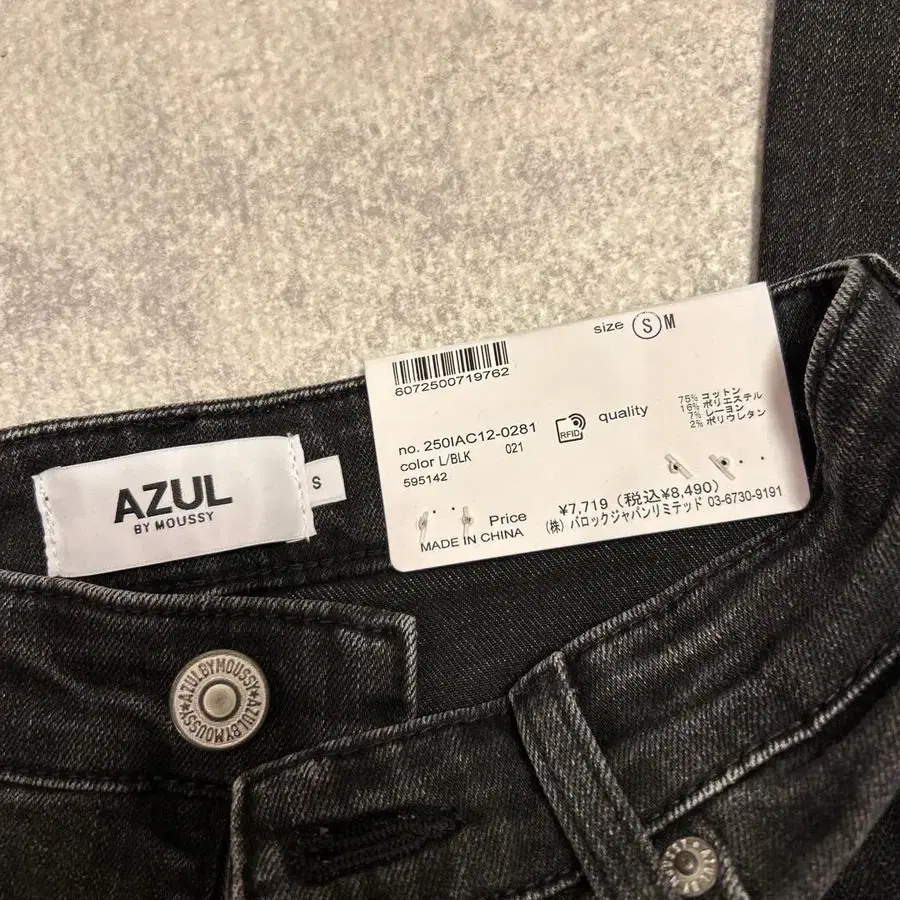 size S M
6072500719762
no. 250IAC12-0281
color L/BLK 021
595142
RFID
quality
75% コットン
16% ポリエステル
7% レーヨン
2% ポリウレタン
Price ¥7,719 (税込¥8,490)
MADE IN CHINA
(株) バロックジャパンリミテッド 03-6730-9191
AZUL
BY MOUSSY
S
AZULBYMOUSSY★AZULBYMOUSSY★